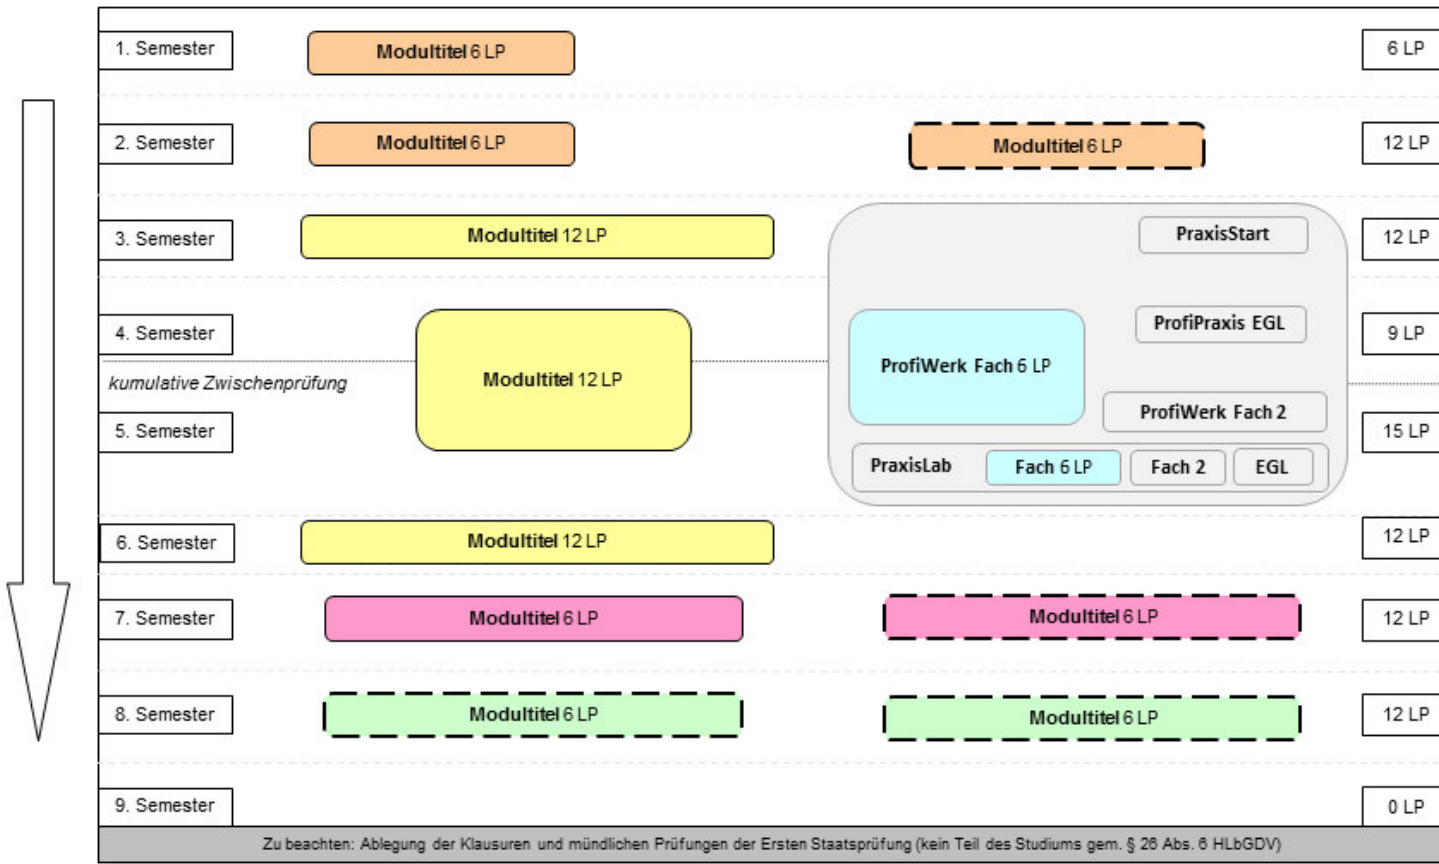 1. Semester
Modultitel 6 LP
6 LP
2. Semester
Modultitel 6 LP
Modultitel 6 LP
12 LP
3. Semester
Modultitel 12 LP
PraxisStart
12 LP
4. Semester
ProfiPraxis EGL
9 LP
kumulative Zwischenprüfung
Modultitel 12 LP
ProfiWerk Fach 6 LP
5. Semester
ProfiWerk Fach 2
15 LP
PraxisLab
Fach 6 LP
Fach 2
EGL
6. Semester
Modultitel 12 LP
12 LP
7. Semester
Modultitel 6 LP
Modultitel 6 LP
12 LP
8. Semester
Modultitel 6 LP
Modultitel 6 LP
12 LP
9. Semester
0 LP
Zu beachten: Ablegung der Klausuren und mündlichen Prüfungen der Ersten Staatsprüfung (kein Teil des Studiums gem. § 26 Abs. 6 HLbGDV)